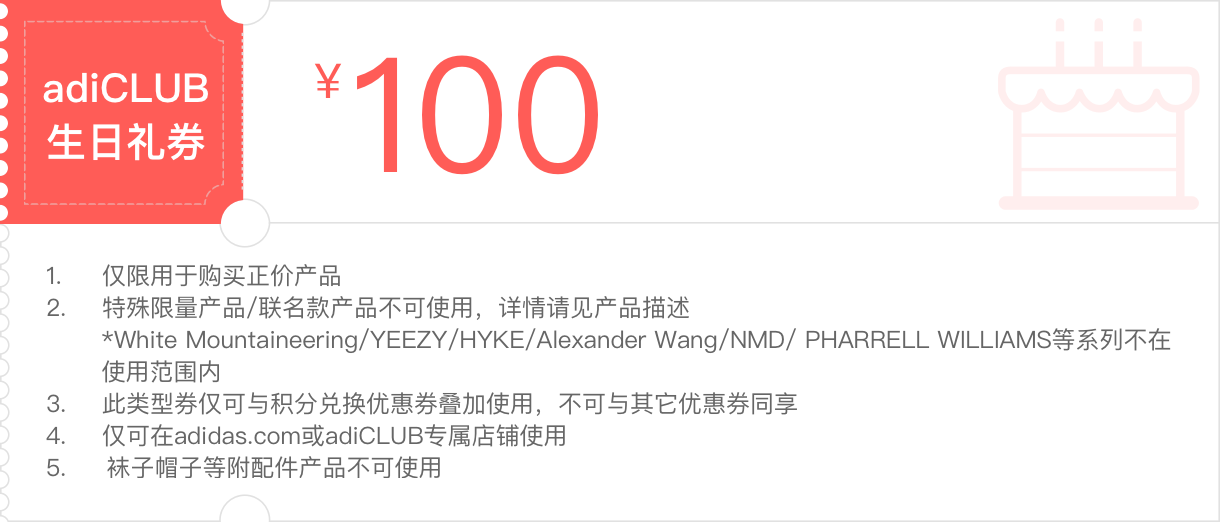 adiCLUB
生日礼券
¥100
1. 仅限用于购买正价产品
2. 特殊限量产品/联名款产品不可使用，详情请见产品描述
*White Mountaineering/YEEZY/HYKE/Alexander Wang/NMD/ PHARRELL WILLIAMS等系列不在
使用范围内
3. 此类型券仅可与积分兑换优惠券叠加使用，不可与其它优惠券同享
4. 仅可在adidas.com或adiCLUB专属店铺使用
5. 袜子帽子等附配件产品不可使用